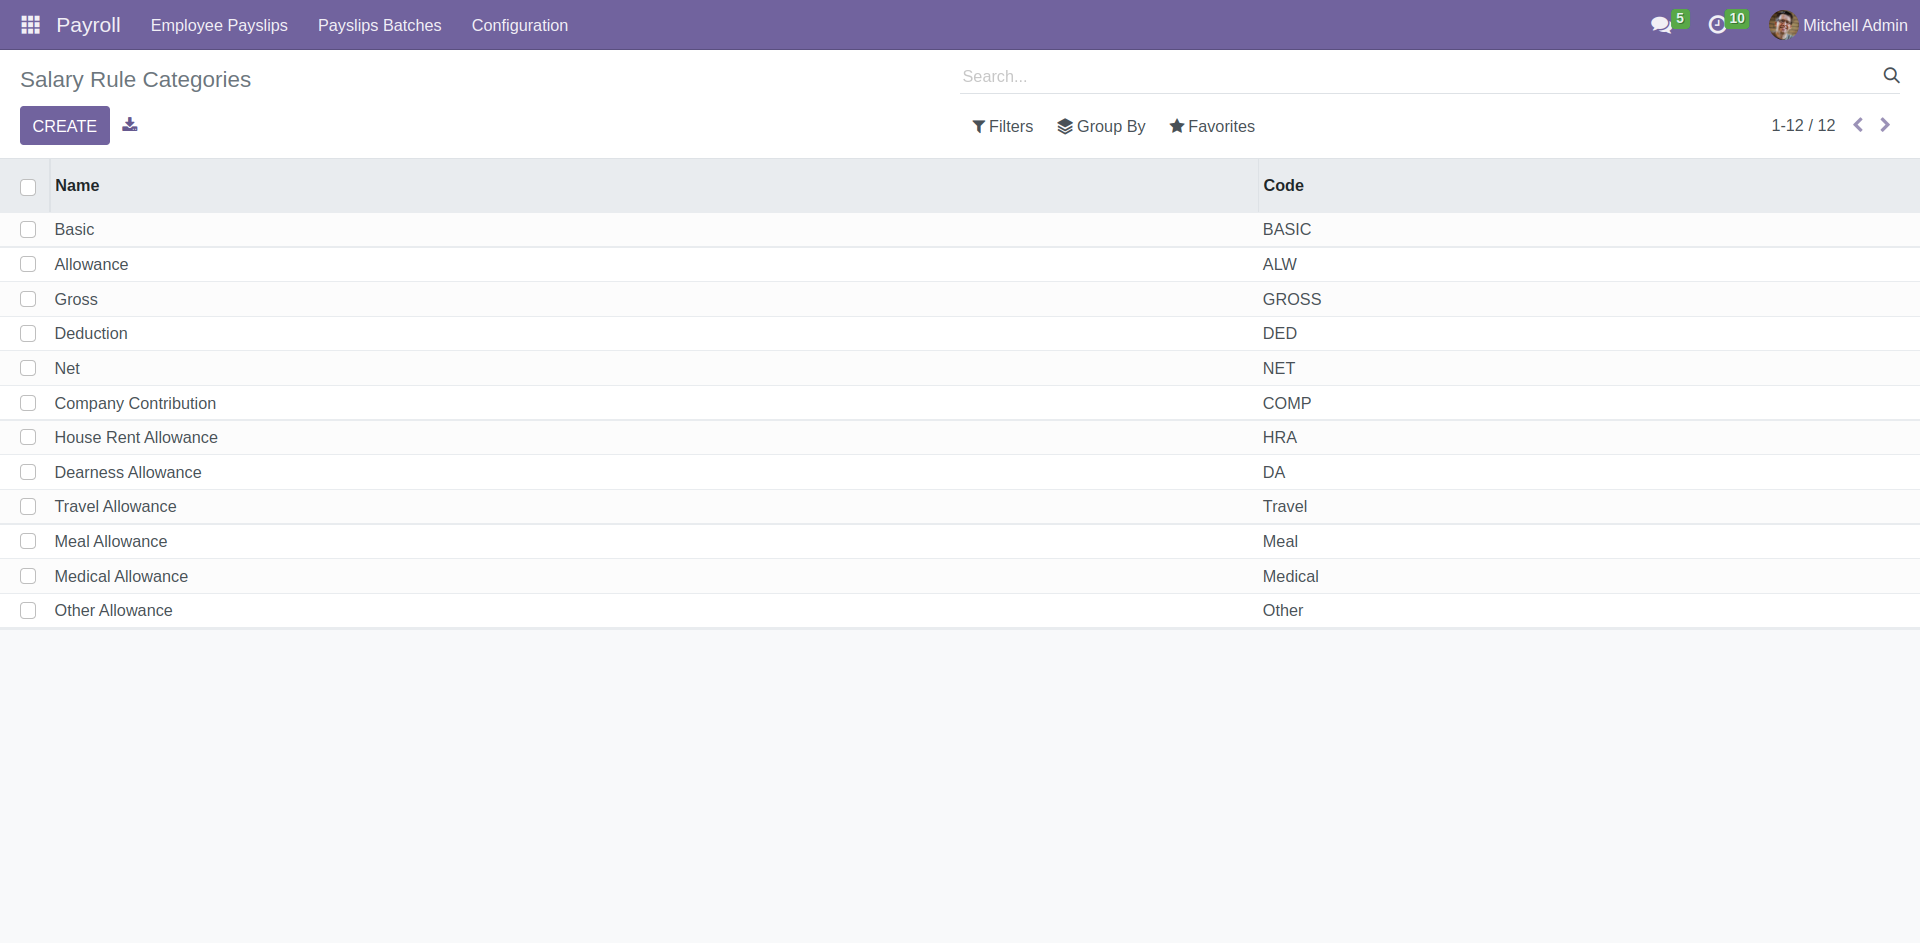 Payroll Employee Payslips Payslips Batches Configuration 5 10 Mitchell Admin
Salary Rule Categories Search...
CREATE Filters Group By Favorites 1-12 / 12
Name Code
Basic BASIC
Allowance ALW
Gross GROSS
Deduction DED
Net NET
Company Contribution COMP
House Rent Allowance HRA
Dearness Allowance DA
Travel Allowance Travel
Meal Allowance Meal
Medical Allowance Medical
Other Allowance Other